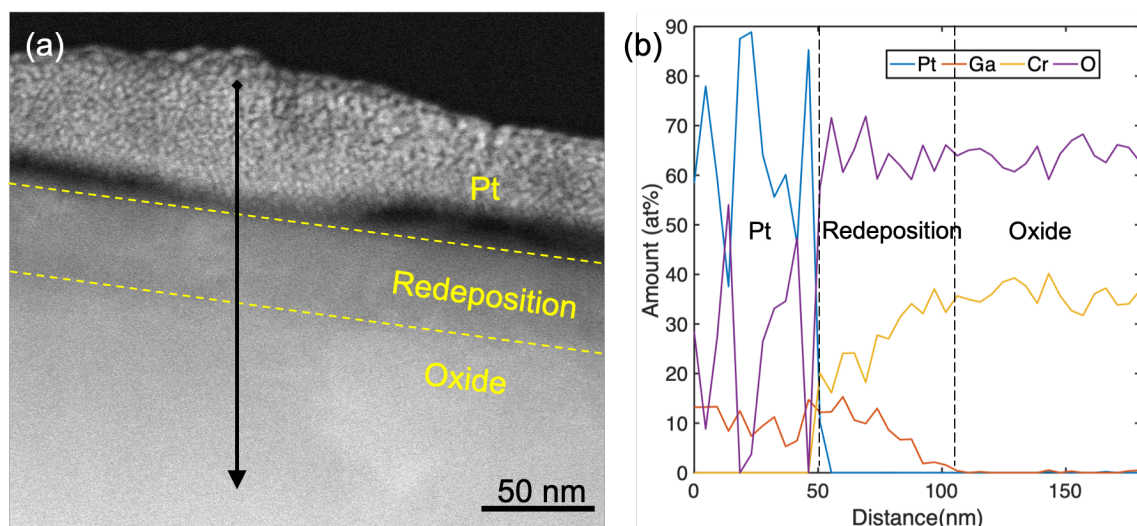 (a)
Pt
Redeposition
Oxide
50 nm
(b)
90
80
70
60
50
40
30
20
10
0
Amount (at%)
Pt Ga Cr O
Pt Redeposition Oxide
0 50 100 150
Distance(nm)